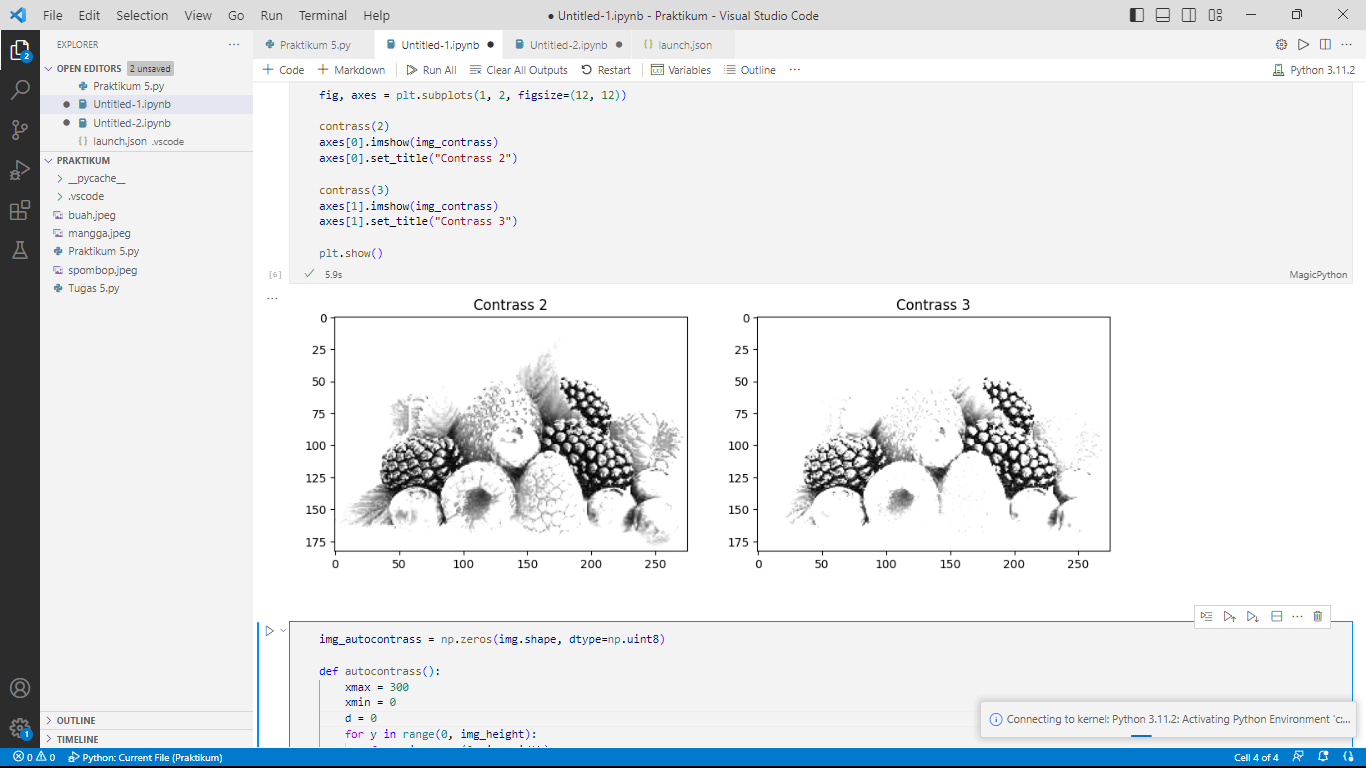 File Edit Selection View Go Run Terminal Help
● Untitled-1.ipynb - Praktikum - Visual Studio Code
EXPLORER
OPEN EDITORS 2 unsaved
Praktikum 5.py
Untitled-1.ipynb
Untitled-2.ipynb
launch.json .vscode
PRAKTIKUM
__pycache__
.vscode
buah.jpeg
mangga.jpeg
Praktikum 5.py
spombop.jpeg
Tugas 5.py
OUTLINE
TIMELINE
2
1
Praktikum 5.py Untitled-1.ipynb Untitled-2.ipynb launch.json
+ Code + Markdown Run All Clear All Outputs Restart Variables Outline ... Python 3.11.2
fig, axes = plt.subplots(1, 2, figsize=(12, 12))
contrass(2)
axes[0].imshow(img_contrass)
axes[0].set_title("Contrass 2")
contrass(3)
axes[1].imshow(img_contrass)
axes[1].set_title("Contrass 3")
plt.show()
[6] ✓ 5.9s MagicPython
Contrass 2
0
25
50
75
100
125
150
175
0 50 100 150 200 250
Contrass 3
0
25
50
75
100
125
150
175
0 50 100 150 200 250
img_autocontrass = np.zeros(img.shape, dtype=np.uint8)
def autocontrass():
xmax = 300
xmin = 0
d = 0
for y in range(0, img_height):
Connecting to kernel: Python 3.11.2: Activating Python Environment 'c:...
0 0 Python: Current File (Praktikum) Cell 4 of 4